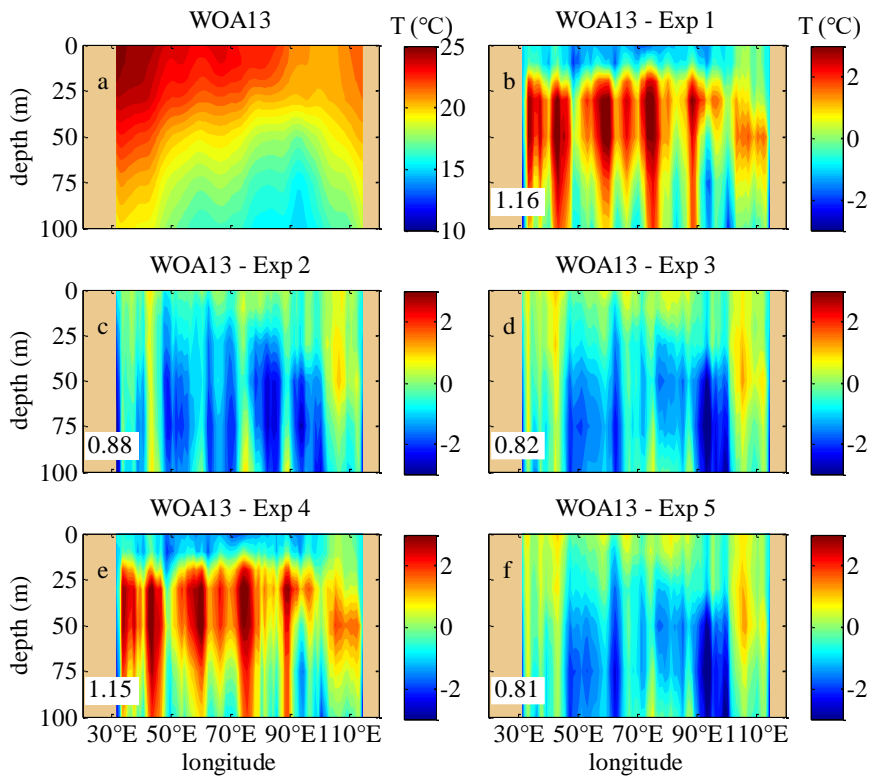 WOA13
T (°C)
WOA13 - Exp 1
T (°C)
0
25
50
75
100
depth (m)
a
25
20
15
10
0
25
50
75
100
b
1.16
2
0
-2
WOA13 - Exp 2
WOA13 - Exp 3
0
25
50
75
100
depth (m)
c
0.88
2
0
-2
0
25
50
75
100
d
0.82
2
0
-2
WOA13 - Exp 4
WOA13 - Exp 5
0
25
50
75
100
depth (m)
e
1.15
2
0
-2
0
25
50
75
100
f
0.81
2
0
-2
30°E 50°E 70°E 90°E 110°E
longitude
30°E 50°E 70°E 90°E 110°E
longitude